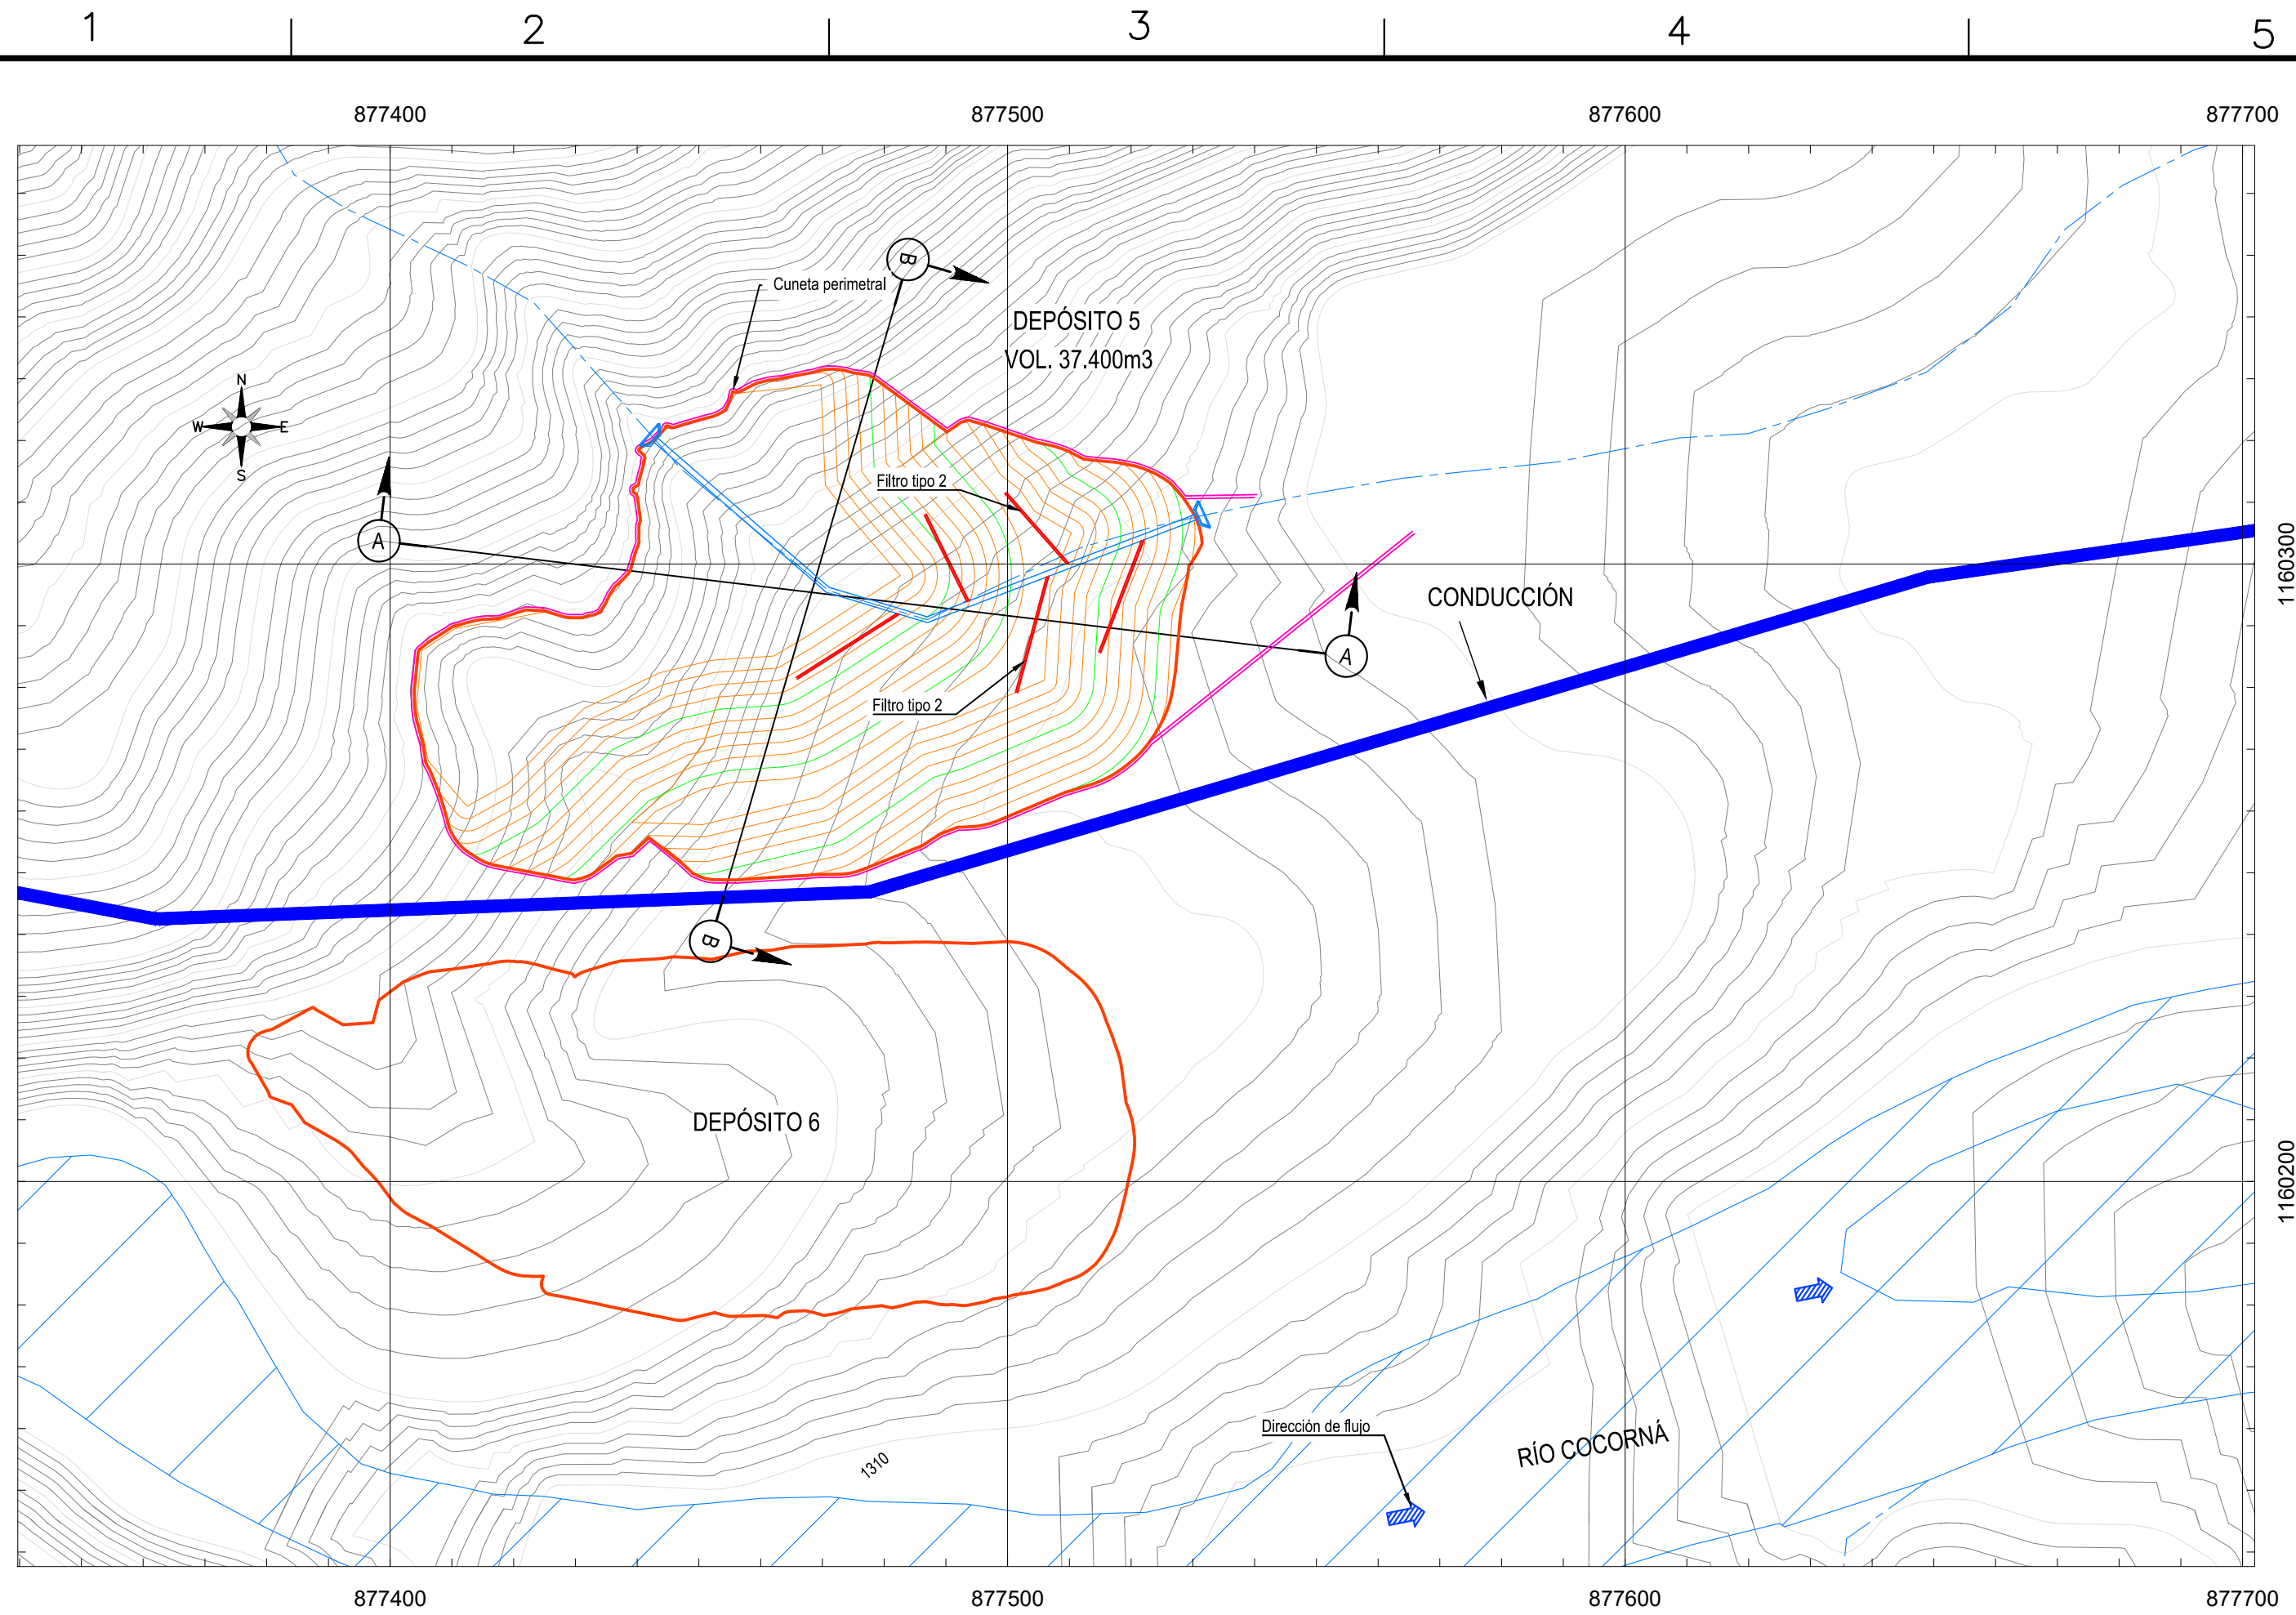 1
2
3
4
5
877400
877500
877600
877700
B
Cuneta perimetral
DEPÓSITO 5
VOL. 37.400m3
N
W
E
S
Filtro tipo 2
A
1160300
CONDUCCIÓN
A
Filtro tipo 2
B
DEPÓSITO 6
1160200
Dirección de flujo
RÍO COCORNÁ
1310
877400
877500
877600
877700